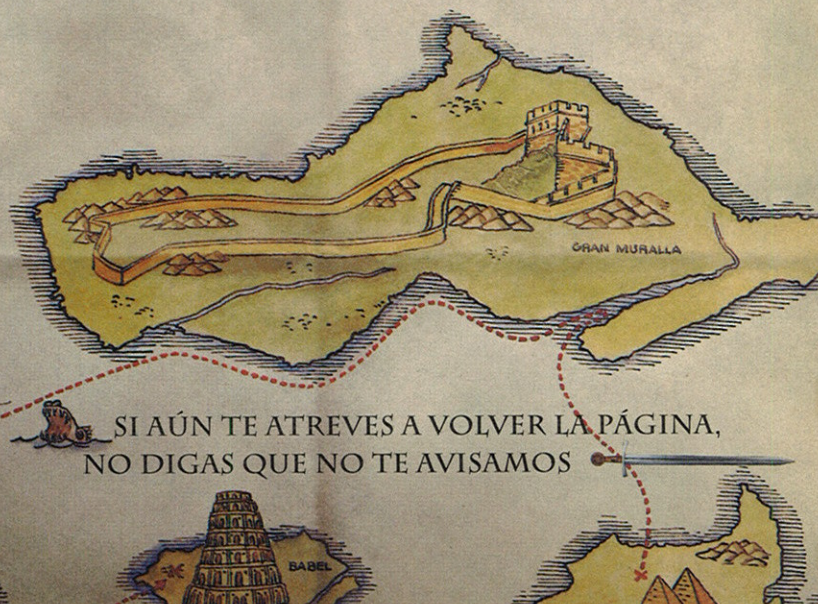 GRAN MURALLA
SI AÚN TE ATREVES A VOLVER LA PÁGINA,
NO DIGAS QUE NO TE AVISAMOS
BABEL